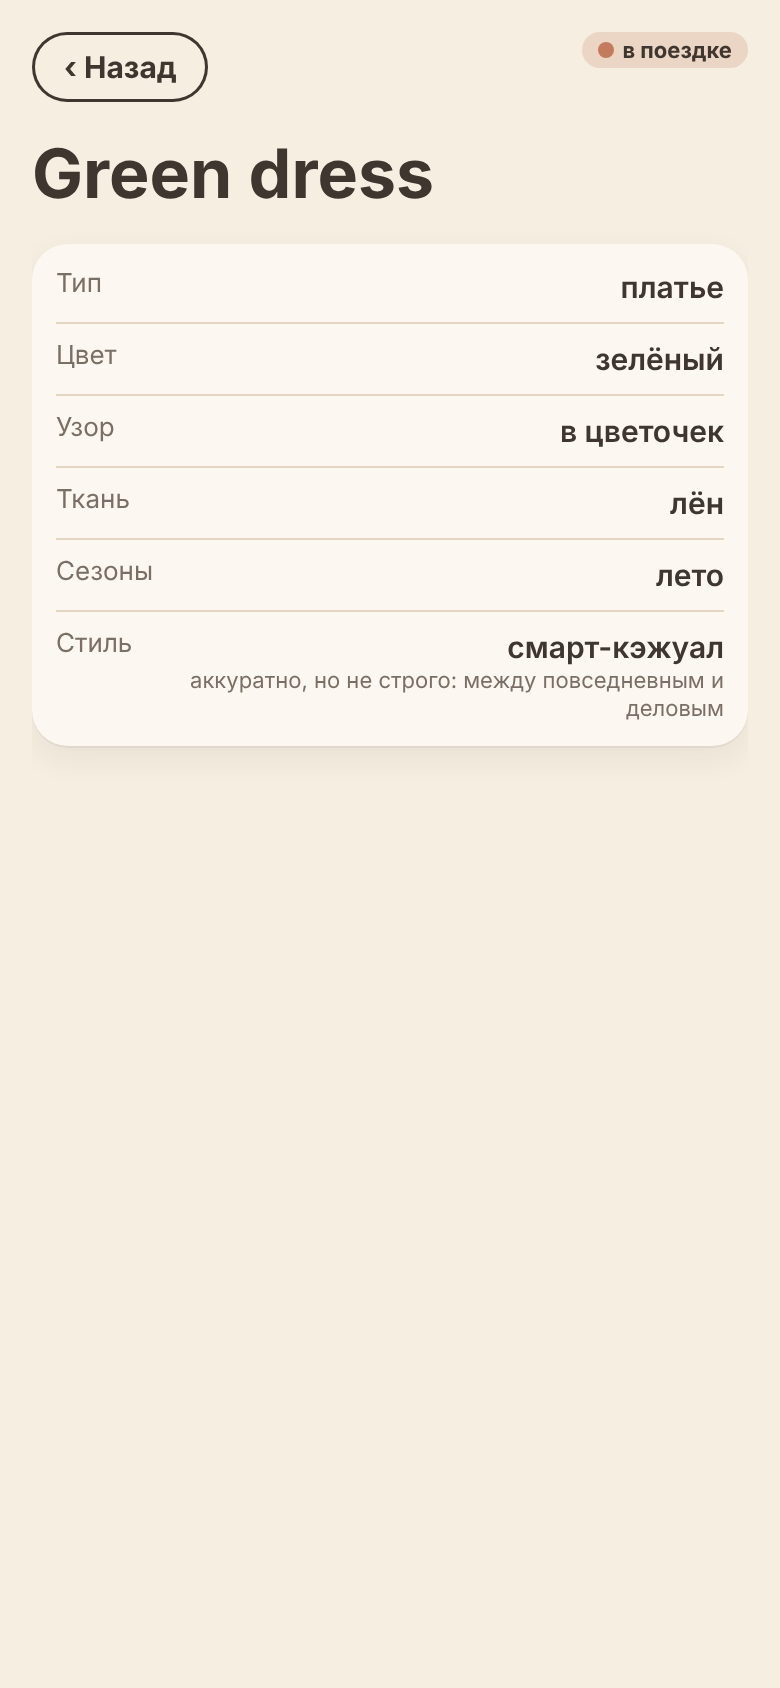 ‹ Назад
в поездке
Green dress
Тип
платье
Цвет
зелёный
Узор
в цветочек
Ткань
лён
Сезоны
лето
Стиль
смарт-кэжуал
аккуратно, но не строго: между повседневным и
деловым